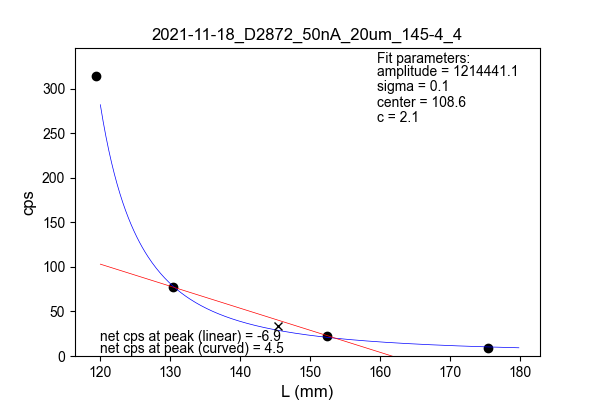 2021-11-18_D2872_50nA_20um_145-4_4
Fit parameters:
amplitude = 1214441.1
sigma = 0.1
center = 108.6
c = 2.1
300
250
200
150
100
50
0
cps
net cps at peak (linear) = -6.9
net cps at peak (curved) = 4.5
120 130 140 150 160 170 180
L (mm)